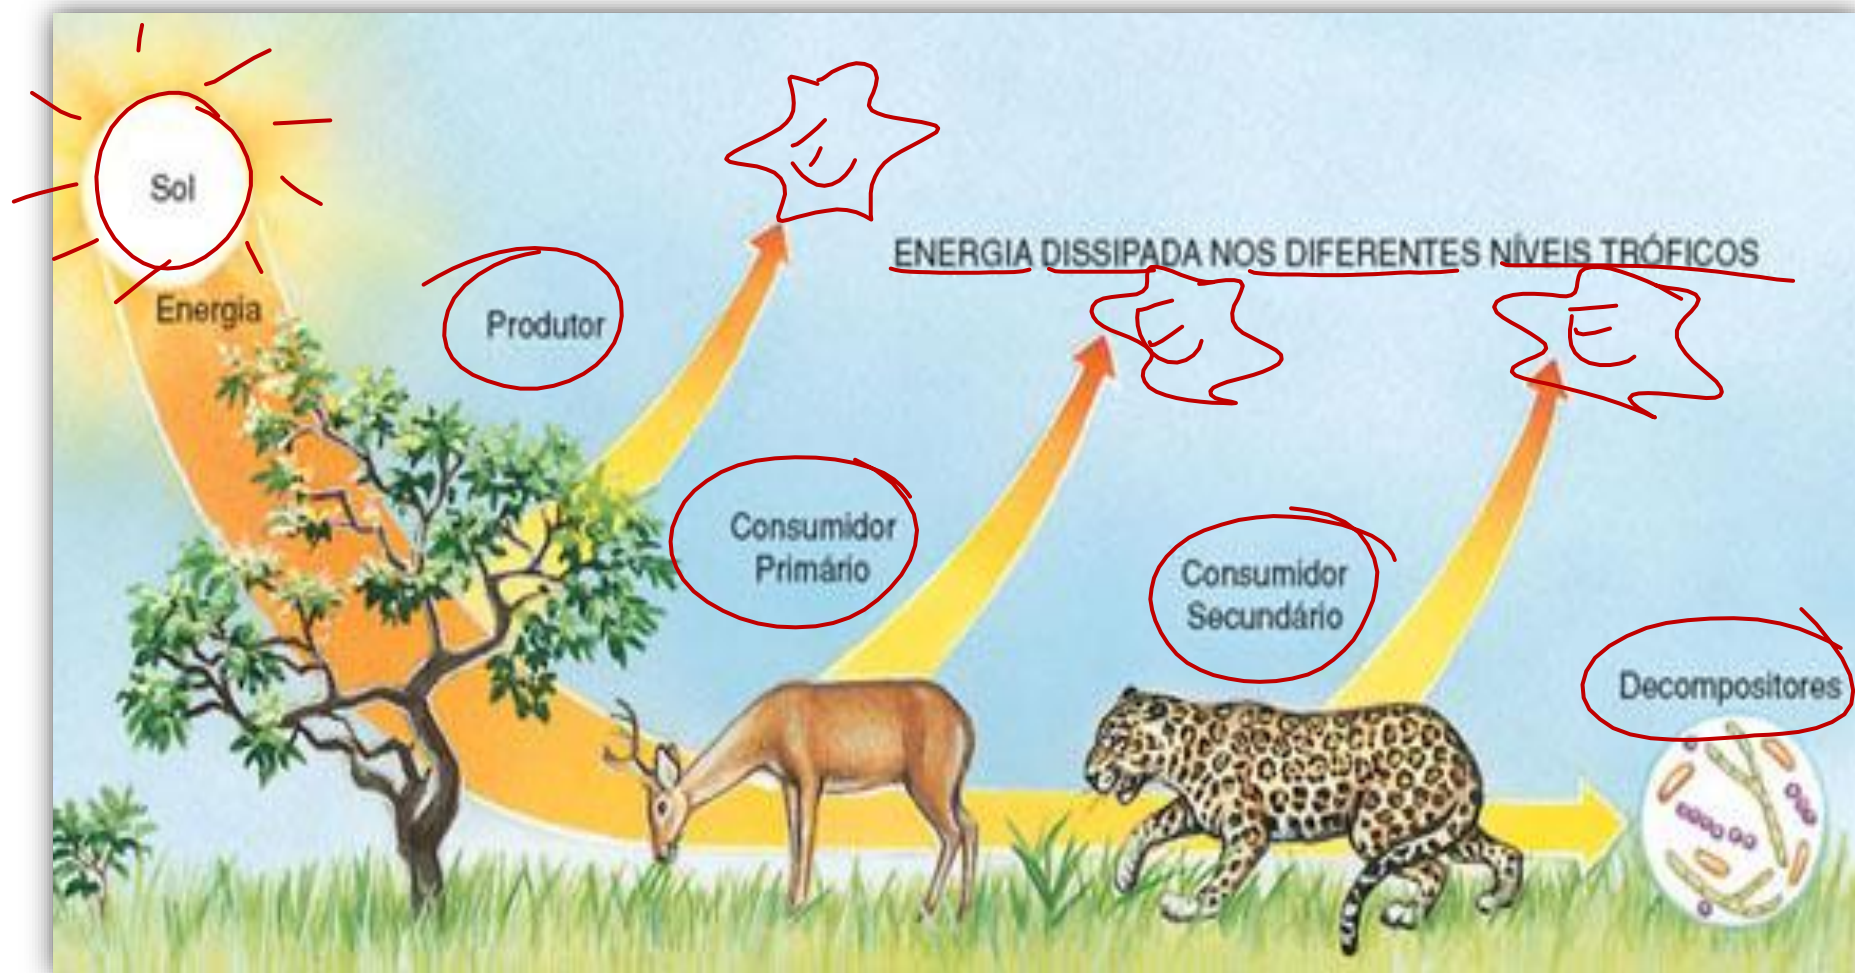 Sol
Energia
Produtor
E
ENERGIA DISSIPADA NOS DIFERENTES NÍVEIS TRÓFICOS
E
E
Consumidor
Primário
Consumidor
Secundário
Decompositores